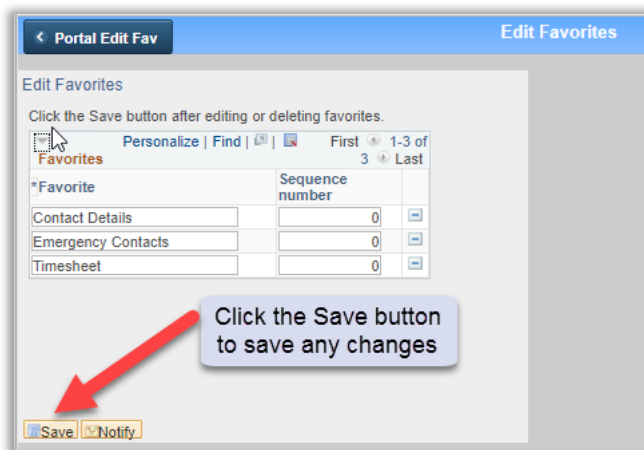 Portal Edit Fav
Edit Favorites
Edit Favorites
Click the Save button after editing or deleting favorites.
Personalize | Find | | First 1-3 of
Favorites 3 Last
*Favorite Sequence
number
Contact Details 0
Emergency Contacts 0
Timesheet 0
Click the Save button
to save any changes
Save Notify